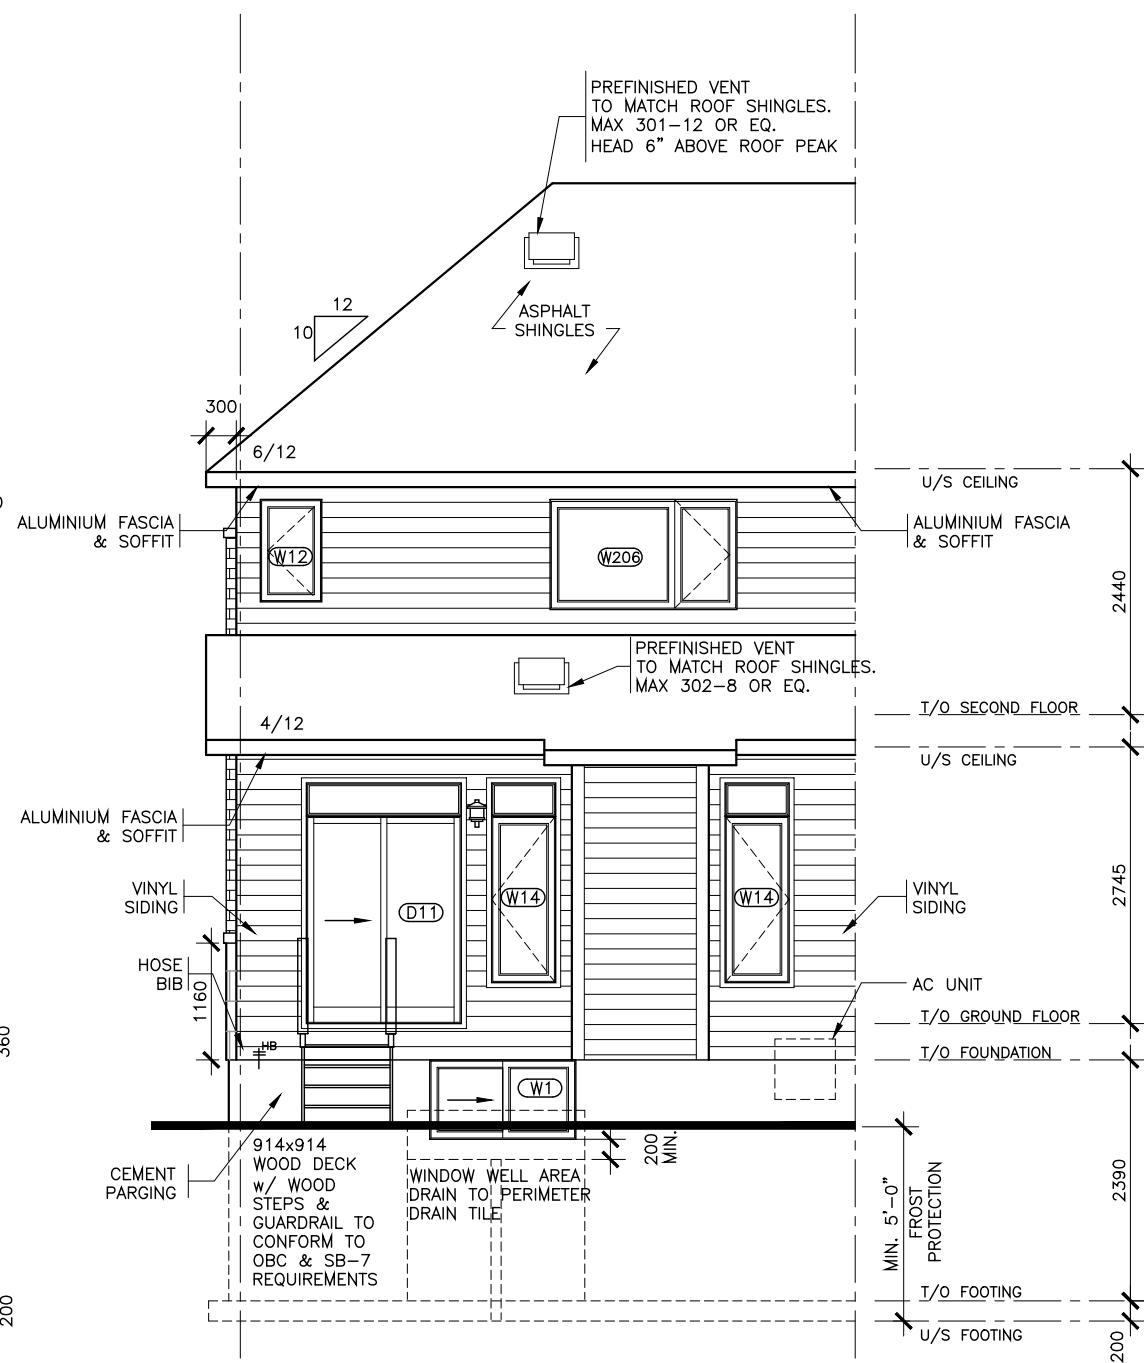 PREFINISHED VENT
TO MATCH ROOF SHINGLES.
MAX 301-12 OR EQ.
HEAD 6" ABOVE ROOF PEAK
12
10
ASPHALT
SHINGLES
300
6/12
U/S CEILING
ALUMINIUM FASCIA
& SOFFIT
ALUMINIUM FASCIA
& SOFFIT
W12
W206
2440
PREFINISHED VENT
TO MATCH ROOF SHINGLES.
MAX 302-8 OR EQ.
4/12
T/O SECOND FLOOR
U/S CEILING
ALUMINIUM FASCIA
& SOFFIT
VINYL
SIDING
D11
W14
W14
VINYL
SIDING
2745
HOSE
BIB
1160
HB
AC UNIT
T/O GROUND FLOOR
T/O FOUNDATION
360
W1
CEMENT
PARGING
914x914
WOOD DECK
w/ WOOD
STEPS &
GUARDRAIL TO
CONFORM TO
OBC & SB-7
REQUIREMENTS
WINDOW WELL AREA
DRAIN TO PERIMETER
DRAIN TILE
200
MIN.
MIN. 5'-0"
FROST
PROTECTION
2390
T/O FOOTING
U/S FOOTING
200
200